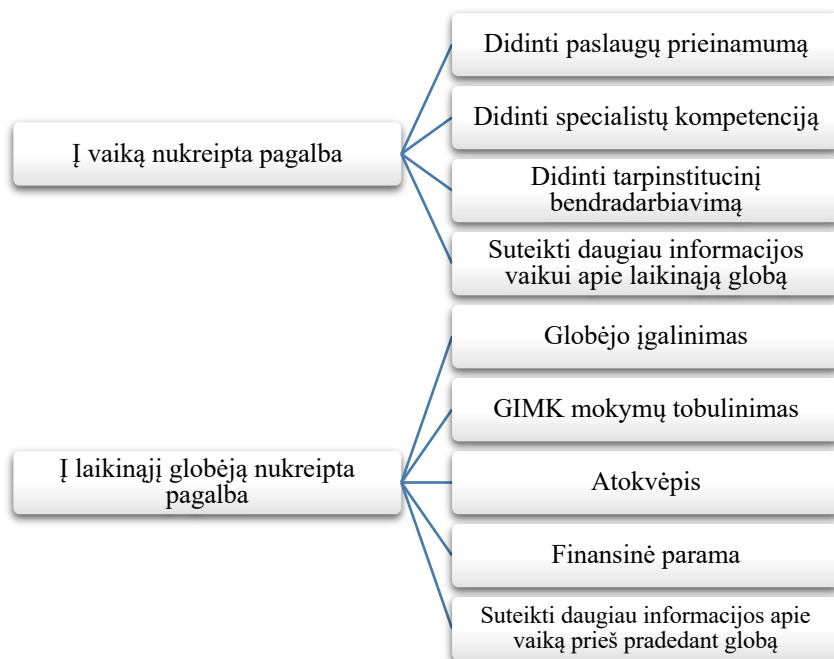 Į vaiką nukreipta pagalba
Didinti paslaugų prieinamumą
Didinti specialistų kompetenciją
Didinti tarpinstitucinį
bendradarbiavimą
Suteikti daugiau informacijos
vaikui apie laikinąją globą
Į laikinąjį globėją nukreipta
pagalba
Globėjo įgalinimas
GIMK mokymų tobulinimas
Atokvėpis
Finansinė parama
Suteikti daugiau informacijos apie
vaiką prieš pradedant globą